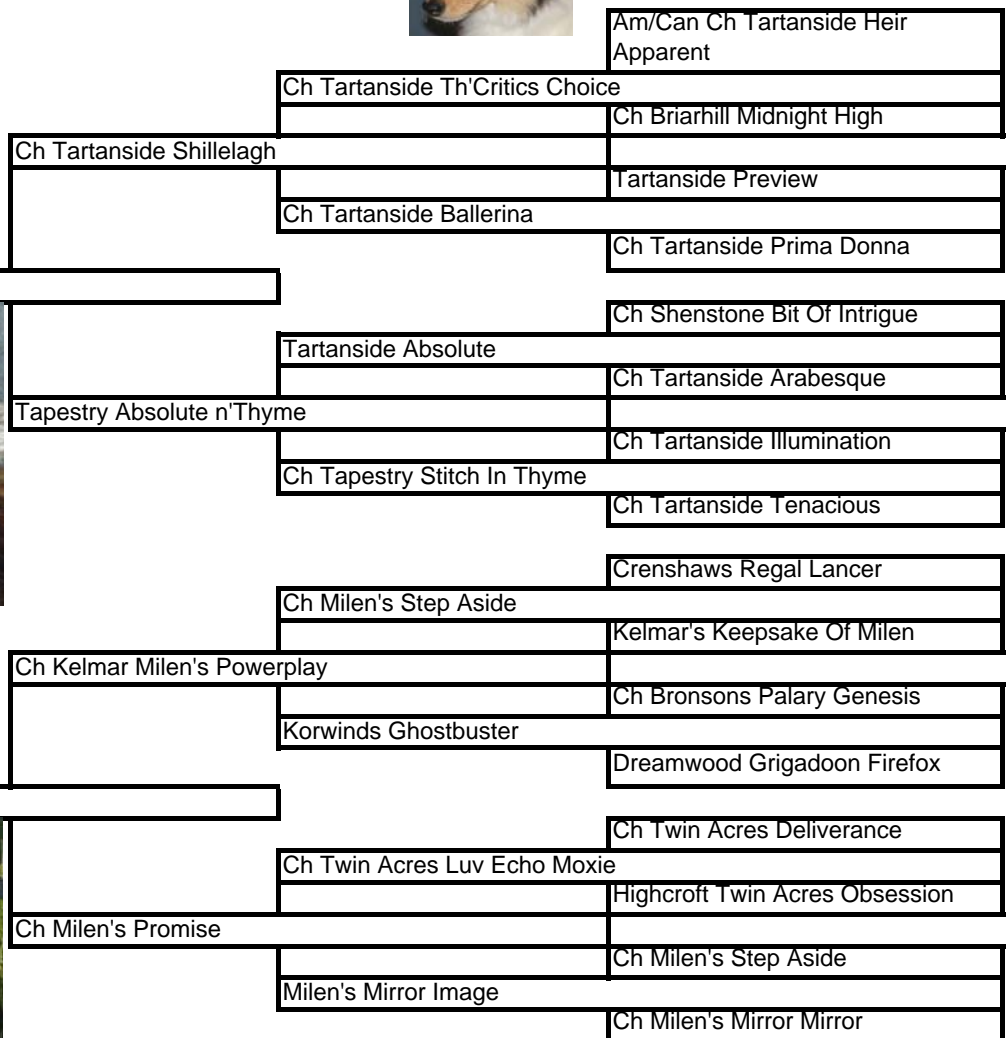 Am/Can Ch Tartanside Heir
Apparent
Ch Tartanside Th'Critics Choice
Ch Briarhill Midnight High
Ch Tartanside Shillelagh
Tartanside Preview
Ch Tartanside Ballerina
Ch Tartanside Prima Donna
Ch Shenstone Bit Of Intrigue
Tartanside Absolute
Ch Tartanside Arabesque
Tapestry Absolute n'Thyme
Ch Tartanside Illumination
Ch Tapestry Stitch In Thyme
Ch Tartanside Tenacious
Crenshaws Regal Lancer
Ch Milen's Step Aside
Kelmar's Keepsake Of Milen
Ch Kelmar Milen's Powerplay
Ch Bronsons Palary Genesis
Korwinds Ghostbuster
Dreamwood Grigadoon Firefox
Ch Twin Acres Deliverance
Ch Twin Acres Luv Echo Moxie
Highcroft Twin Acres Obsession
Ch Milen's Promise
Ch Milen's Step Aside
Milen's Mirror Image
Ch Milen's Mirror Mirror